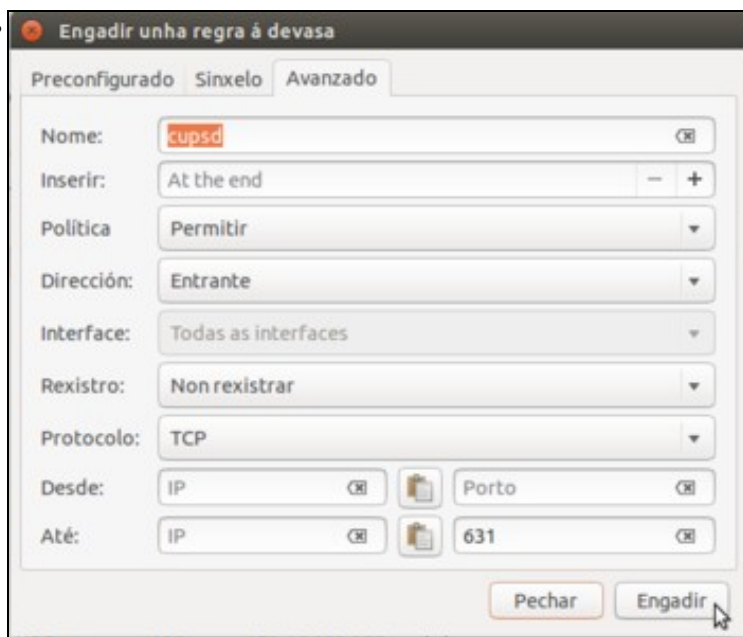 Engadir unha regra á devasa
Preconfigurado Sinxelo Avanzado
Nome: cupsd
Inserir: At the end
Política Permitir
Dirección: Entrante
Interface: Todas as interfaces
Rexistro: Non rexistrar
Protocolo: TCP
Desde: IP Porto
Até: IP 631
Pechar Engadir